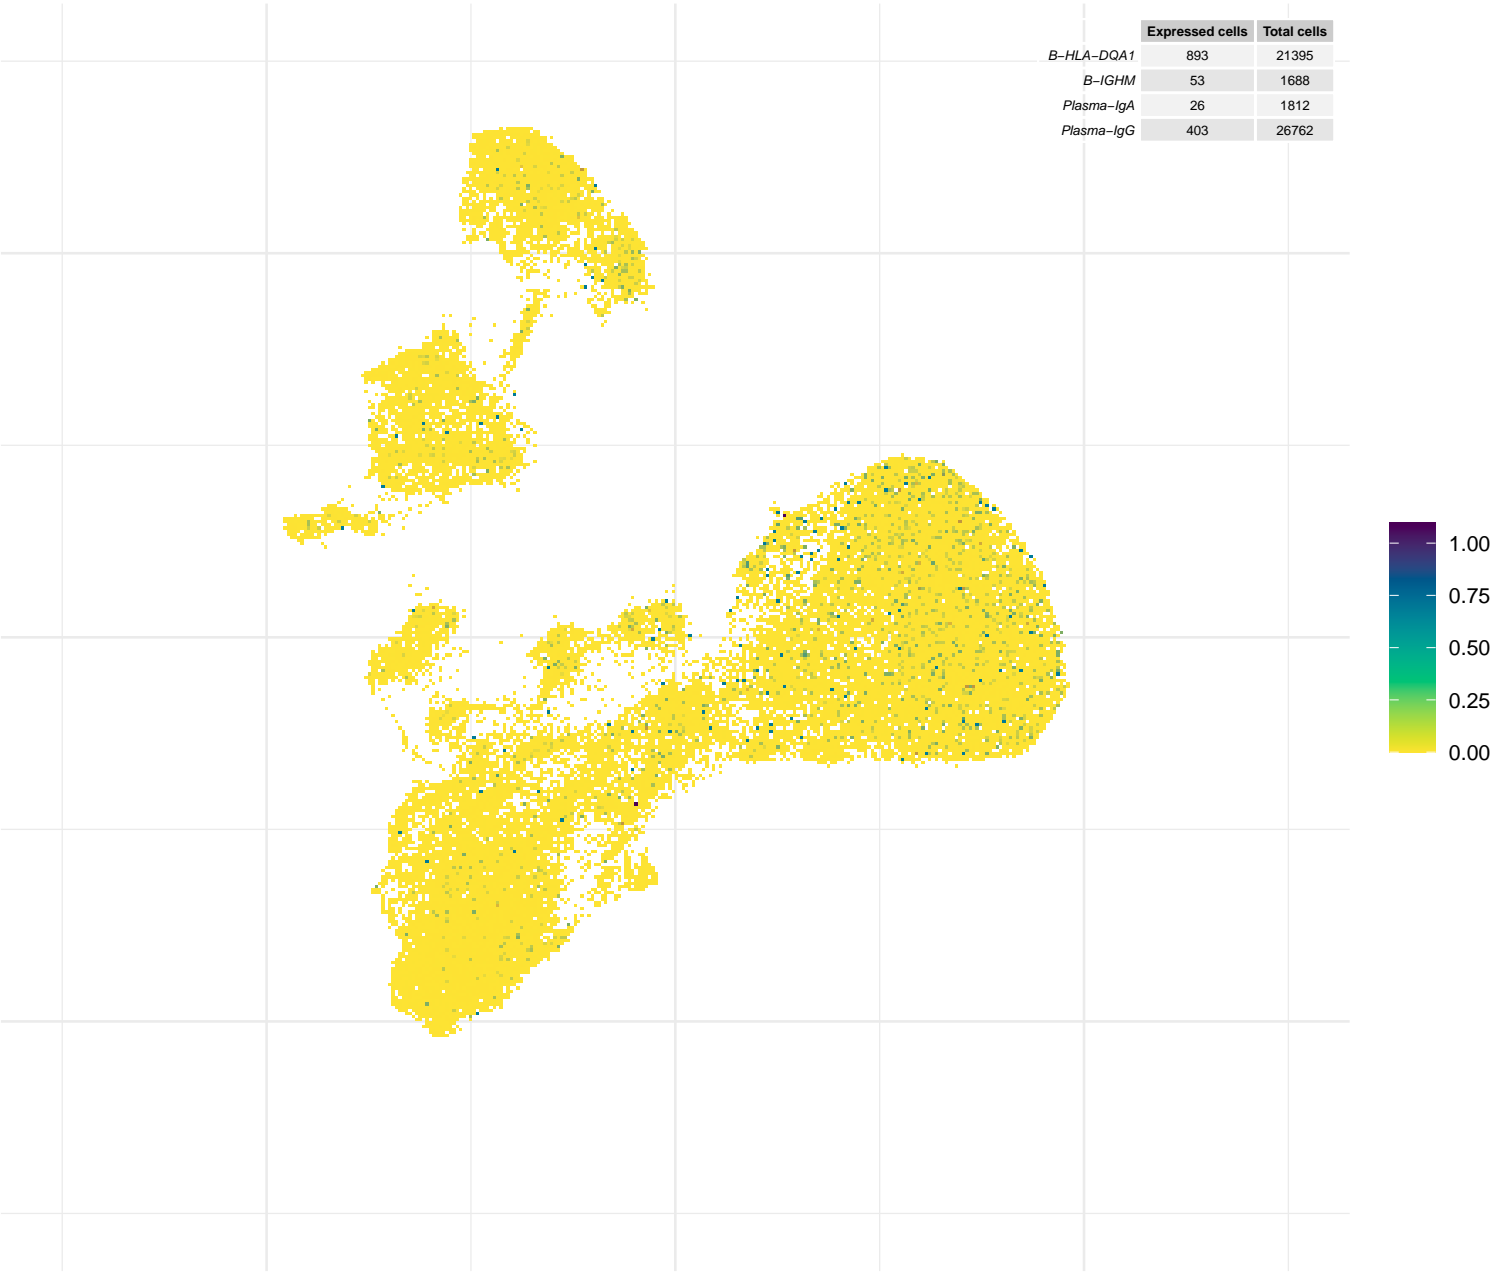 Expressed cells Total cells
B−HLA−DQA1 893 21395
B−IGHM 53 1688
Plasma−IgA 26 1812
Plasma−IgG 403 26762
1.00
0.75
0.50
0.25
0.00